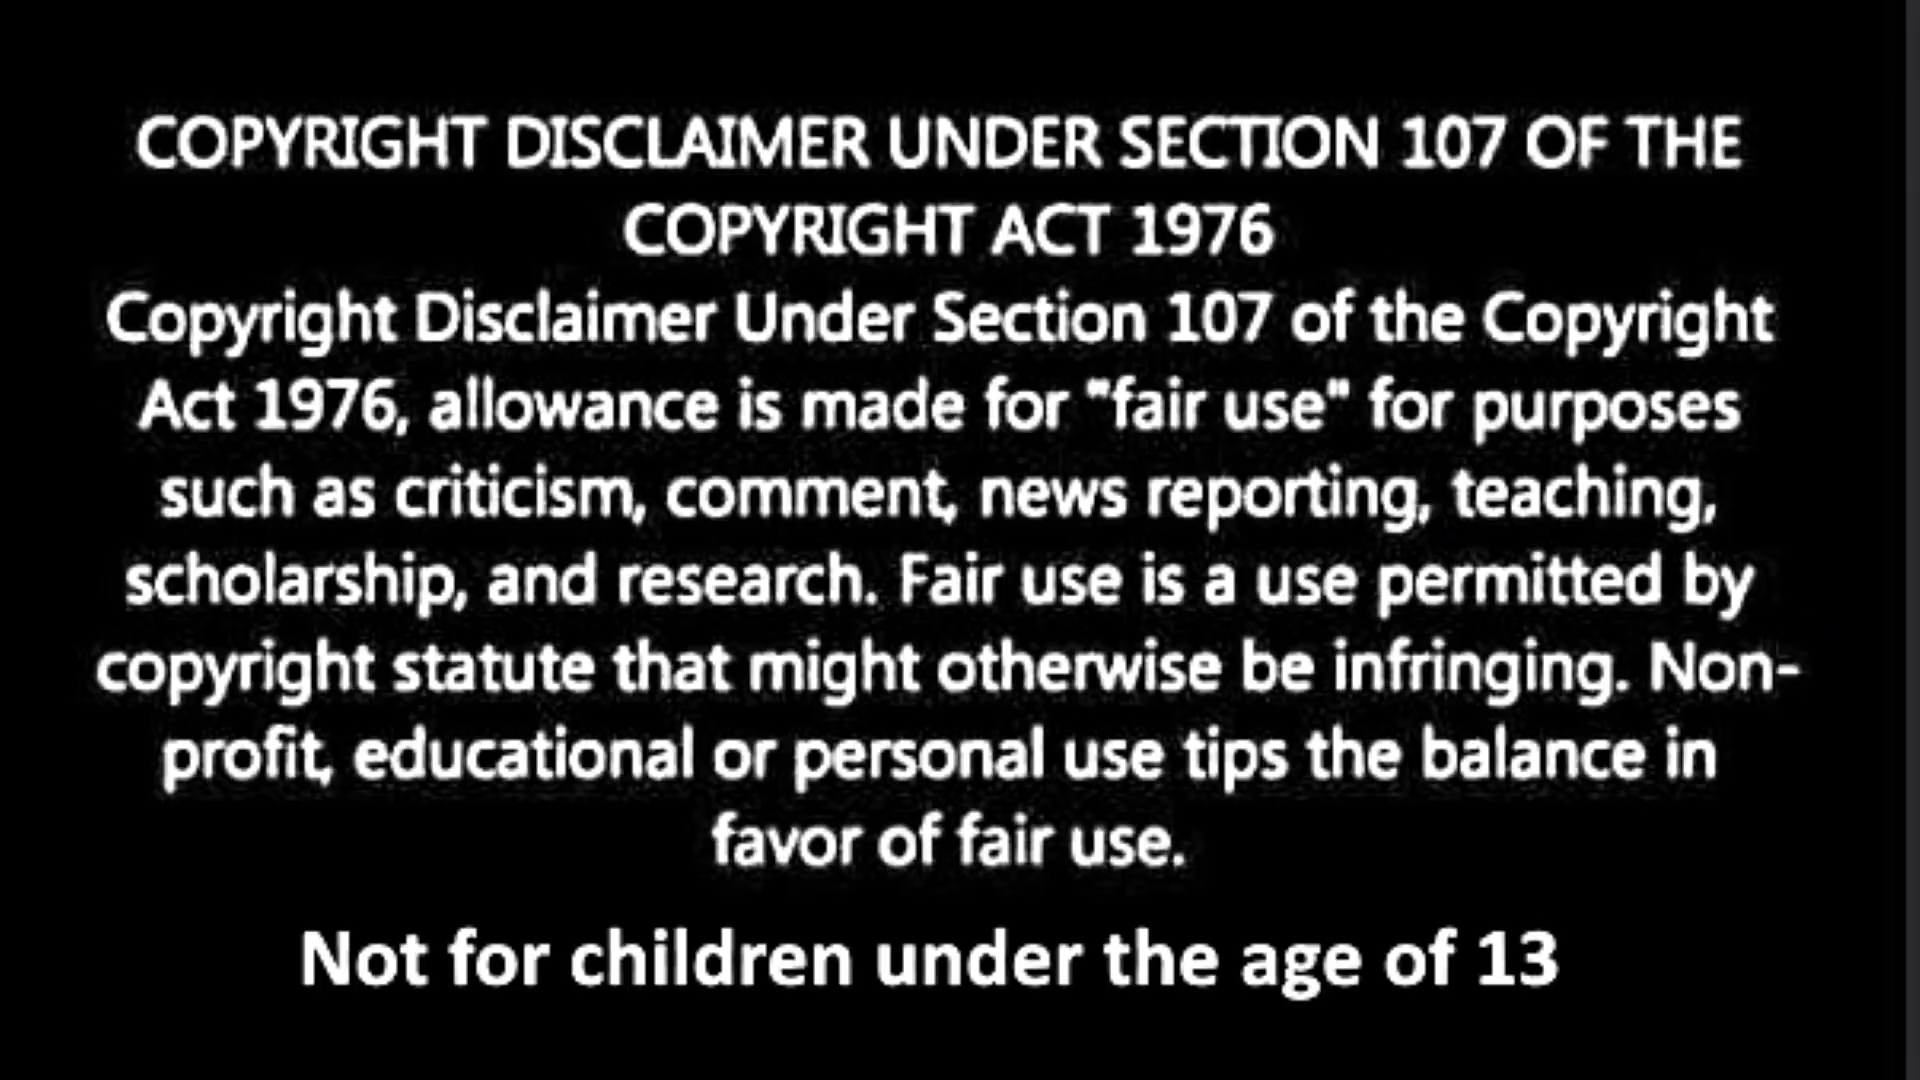 COPYRIGHT DISCLAIMER UNDER SECTION 107 OF THE
COPYRIGHT ACT 1976
Copyright Disclaimer Under Section 107 of the Copyright
Act 1976, allowance is made for "fair use" for purposes
such as criticism, comment, news reporting, teaching,
scholarship, and research. Fair use is a use permitted by
copyright statute that might otherwise be infringing. Non-
profit, educational or personal use tips the balance in
favor of fair use.
Not for children under the age of 13